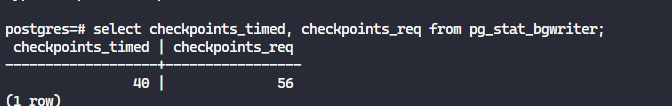 postgres=# select checkpoints_timed, checkpoints_req from pg_stat_bgwriter;
 checkpoints_timed | checkpoints_req
-------------------+-----------------
                40 |              56
(1 row)